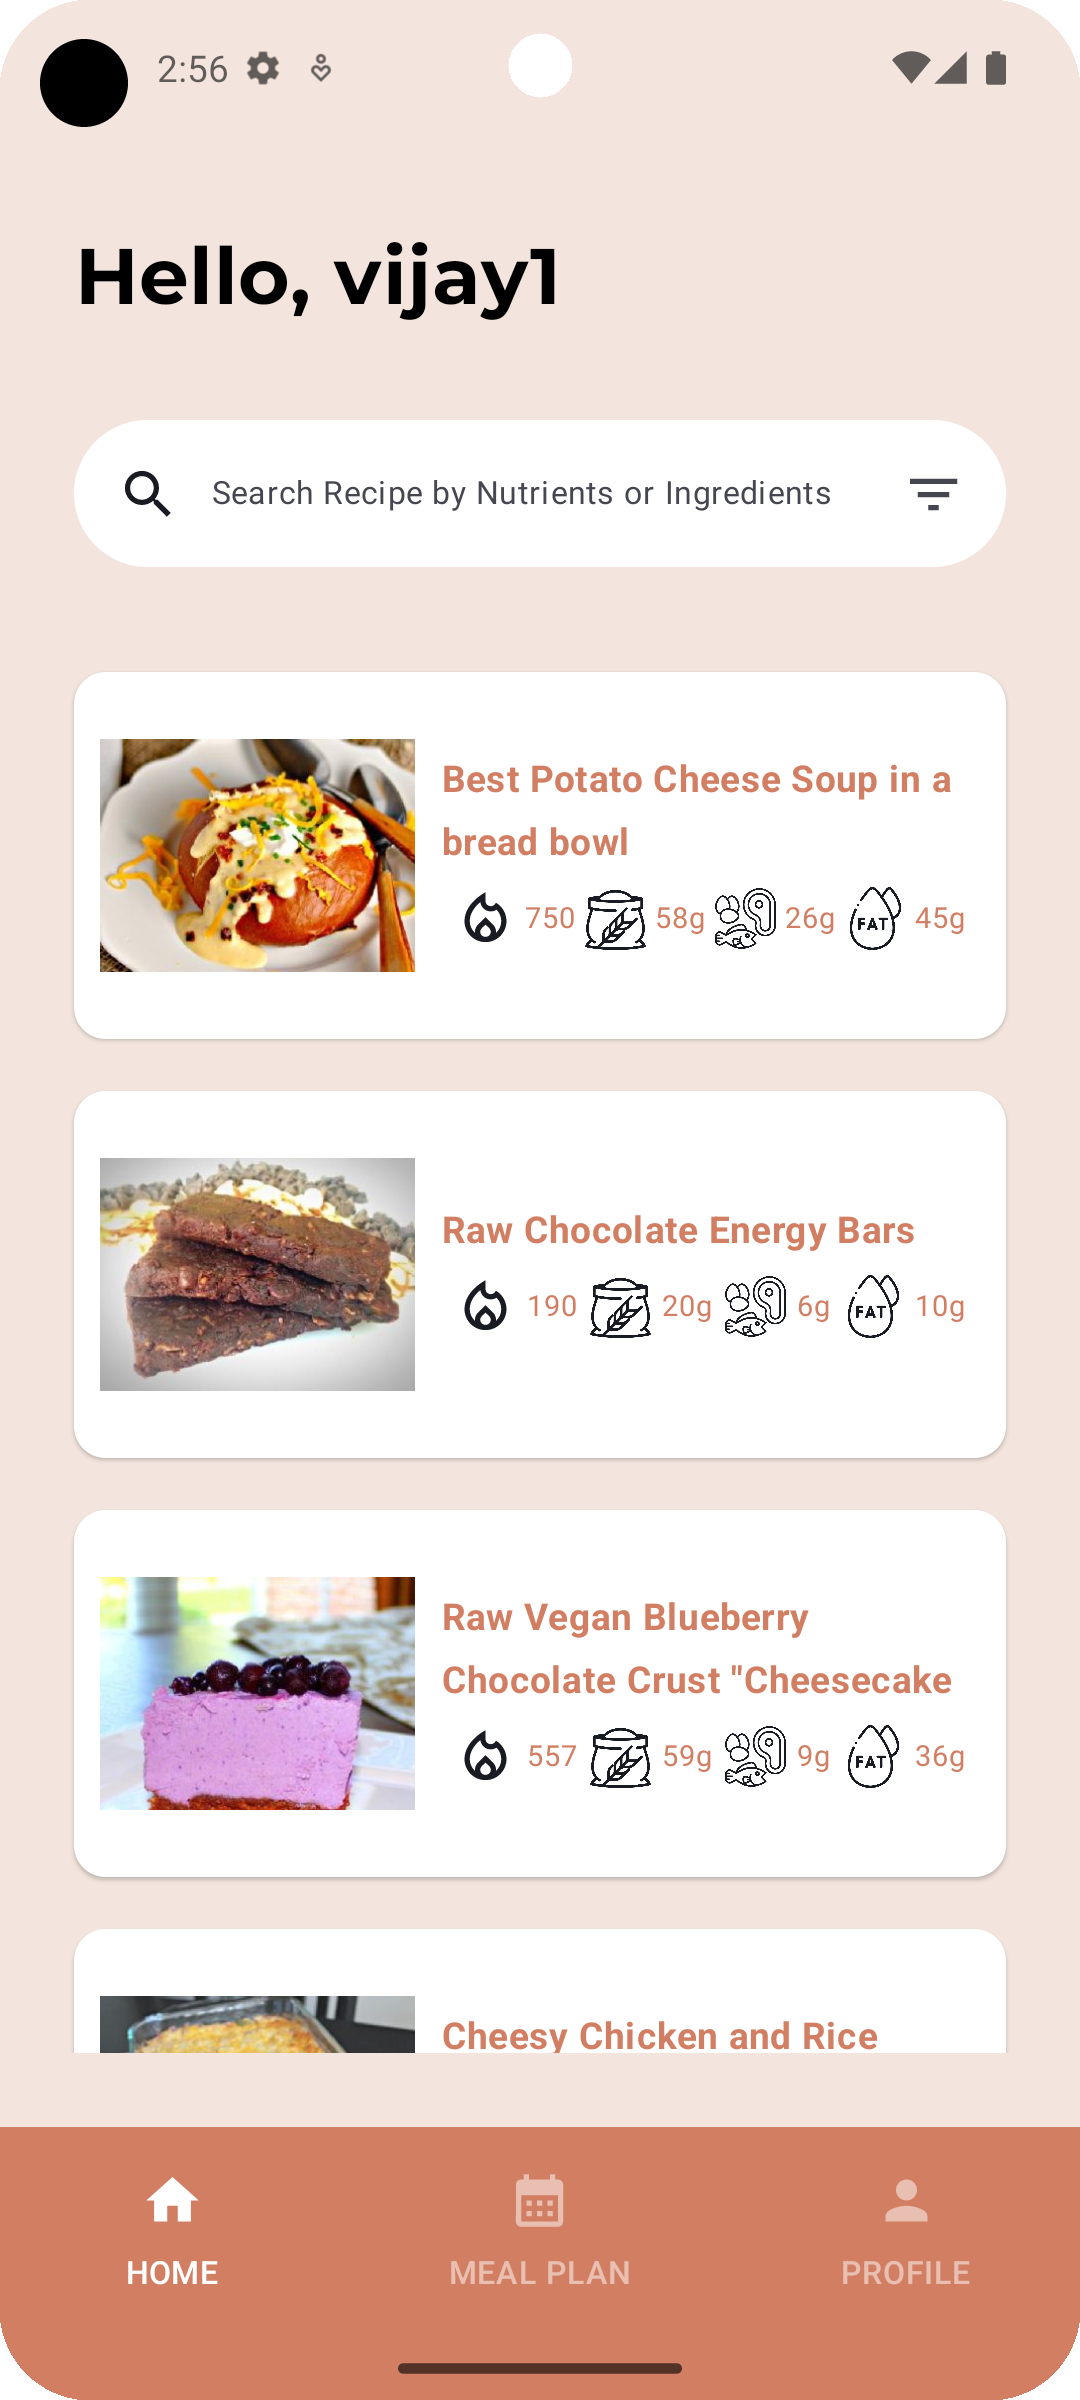 2:56
Hello, vijay1
Search Recipe by Nutrients or Ingredients
Best Potato Cheese Soup in a
bread bowl
750 58g 26g FAT 45g
Raw Chocolate Energy Bars
190 20g 6g FAT 10g
Raw Vegan Blueberry
Chocolate Crust "Cheesecake
557 59g 9g FAT 36g
Cheesy Chicken and Rice
HOME MEAL PLAN PROFILE